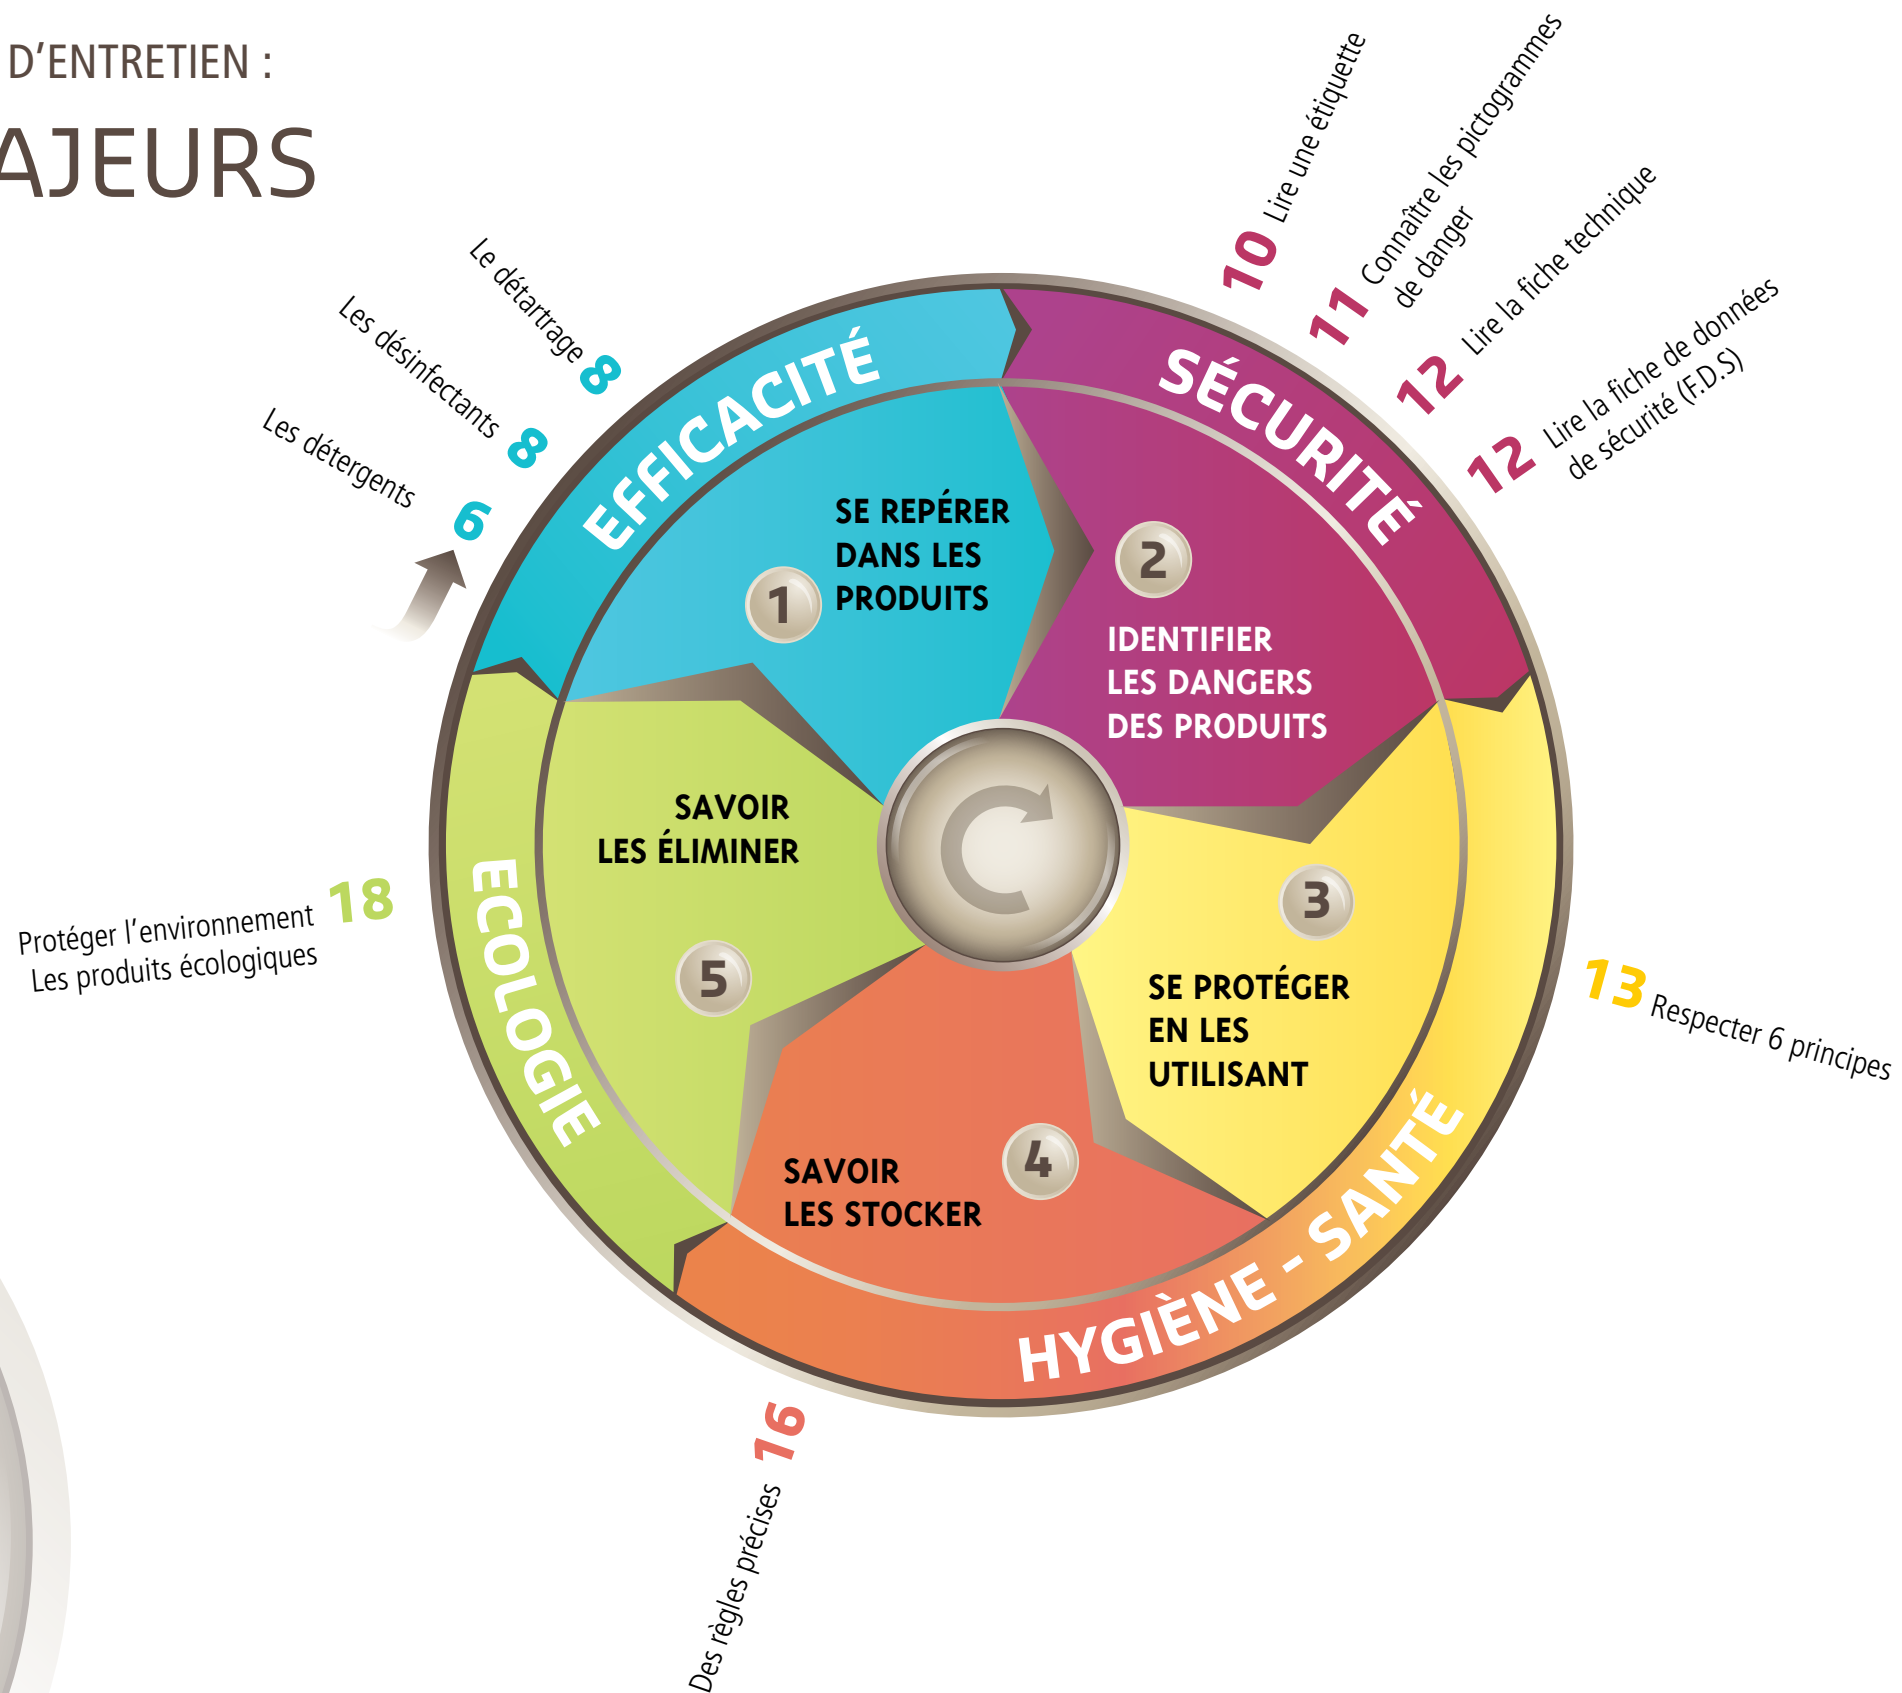 D'ENTRETIEN :
AJEURS
Le détartrage 8
Les désinfectants 8
Les détergents 6
10 Lire une étiquette
11 Connaître les pictogrammes
de danger
12 Lire la fiche technique
12 Lire la fiche de données
de sécurité (F.D.S)
13 Respecter 6 principes
Des règles précises 16
Protéger l'environnement 18
Les produits écologiques
EFFICACITÉ
SÉCURITÉ
HYGIÈNE - SANTÉ
ECOLOGIE
1
SE REPÉRER
DANS LES
PRODUITS
2
IDENTIFIER
LES DANGERS
DES PRODUITS
3
SE PROTÉGER
EN LES
UTILISANT
4
SAVOIR
LES STOCKER
5
SAVOIR
LES ÉLIMINER